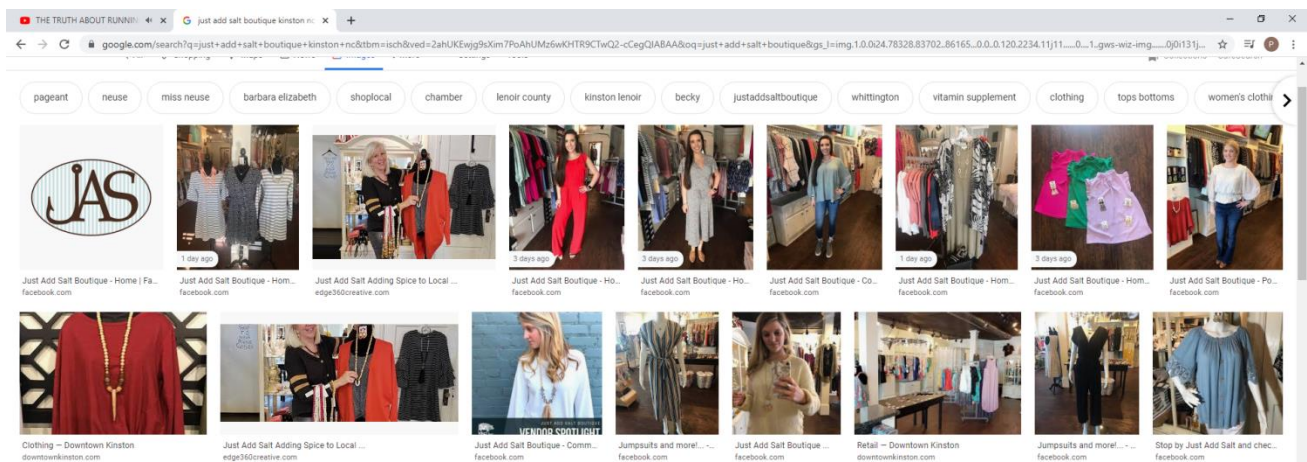 THE TRUTH ABOUT RUNNIN
just add salt boutique kinston nc
google.com/search?q=just+add+salt+boutique+kinston+nc&tbm=isch&ved=2ahUKEwjg9sXim7PoAhUMz6wKHTR9CTwQ2-cCegQIABAA&oq=just+add+salt+boutique&gs_l=img.1.0.0i24.78328.83702..86165...0.0..0.120.2234.11j11......0....1..gws-wiz-img.......0j0i131j...
P
pageant neuse miss neuse barbara elizabeth shoplocal chamber lenoir county kinston lenoir becky justaddsaltboutique whittington vitamin supplement clothing tops bottoms women's clothin
JAS
1 day ago 3 days ago 3 days ago 1 day ago 3 days ago
Just Add Salt Boutique - Home | Fa... Just Add Salt Boutique - Hom... Just Add Salt Adding Spice to Local ... Just Add Salt Boutique - Ho... Just Add Salt Boutique - Ho... Just Add Salt Boutique - Co... Just Add Salt Boutique - Hom... Just Add Salt Boutique - Hom... Just Add Salt Boutique - Po...
facebook.com facebook.com edge360creative.com facebook.com facebook.com facebook.com facebook.com facebook.com facebook.com
JUST ADD SALT BOUTIQUE
VENDOR SPOTLIGHT
Clothing — Downtown Kinston Just Add Salt Adding Spice to Local ... Just Add Salt Boutique - Comm... Jumpsuits and more!... -... Just Add Salt Boutique ... Retail — Downtown Kinston Jumpsuits and more!... - ... Stop by Just Add Salt and chec...
downtownkinston.com edge360creative.com facebook.com facebook.com facebook.com downtownkinston.com facebook.com facebook.com